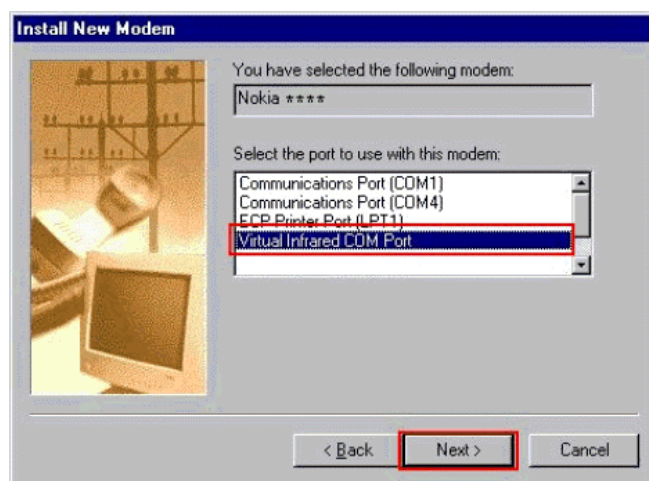 Install New Modem
You have selected the following modem:
Nokia ****
Select the port to use with this modem:
Communications Port (COM1)
Communications Port (COM4)
ECP Printer Port (LPT1)
Virtual Infrared COM Port
< Back
Next >
Cancel